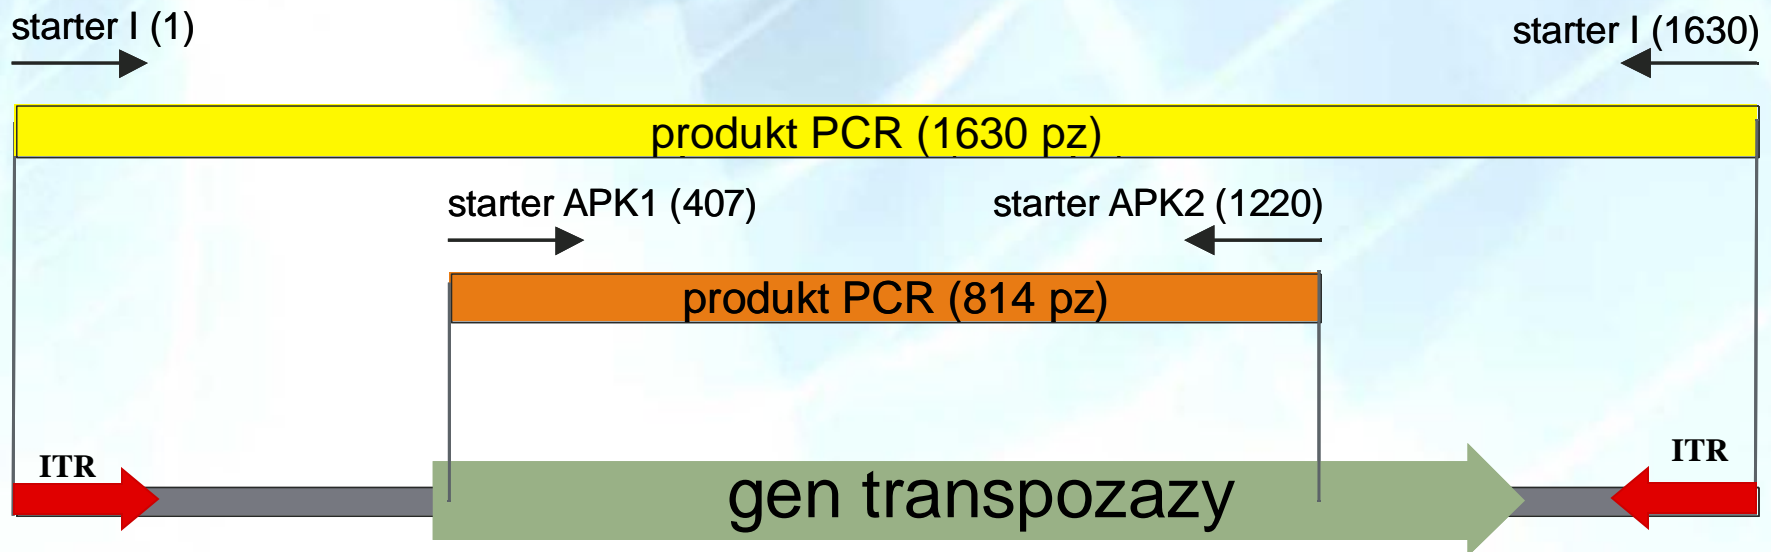 starter I (1)
starter I (1630)
produkt PCR (1630 pz)
starter APK1 (407)
starter APK2 (1220)
produkt PCR (814 pz)
ITR
ITR
gen transpozazy